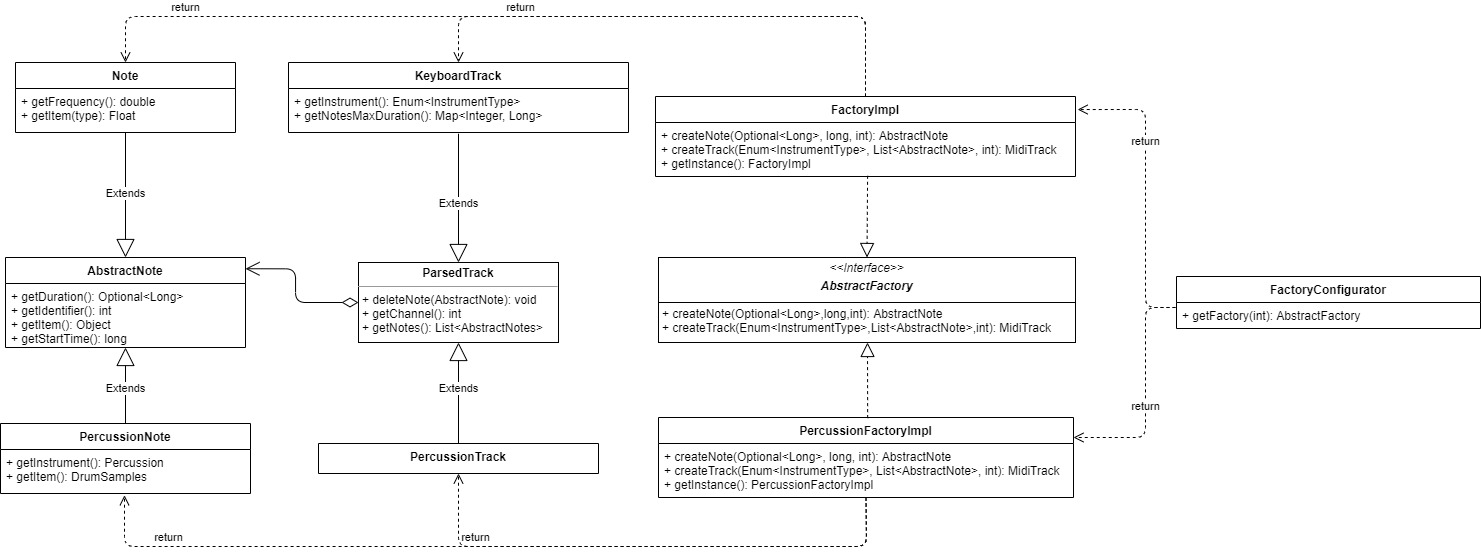 return
return
Note
+ getFrequency(): double
+ getItem(type): Float
KeyboardTrack
+ getInstrument(): Enum<InstrumentType>
+ getNotesMaxDuration(): Map<Integer, Long>
FactoryImpl
+ createNote(Optional<Long>, long, int): AbstractNote
+ createTrack(Enum<InstrumentType>, List<AbstractNote>, int): MidiTrack
+ getInstance(): FactoryImpl
return
Extends
Extends
AbstractNote
+ getDuration(): Optional<Long>
+ getIdentifier(): int
+ getItem(): Object
+ getStartTime(): long
ParsedTrack
+ deleteNote(AbstractNote): void
+ getChannel(): int
+ getNotes(): List<AbstractNotes>
<<Interface>>
AbstractFactory
+ createNote(Optional<Long>,long,int): AbstractNote
+ createTrack(Enum<InstrumentType>,List<AbstractNote>,int): MidiTrack
FactoryConfigurator
+ getFactory(int): AbstractFactory
Extends
Extends
return
PercussionNote
+ getInstrument(): Percussion
+ getItem(): DrumSamples
PercussionTrack
PercussionFactoryImpl
+ createNote(Optional<Long>, long, int): AbstractNote
+ createTrack(Enum<InstrumentType>, List<AbstractNote>, int): MidiTrack
+ getInstance(): PercussionFactoryImpl
return
return